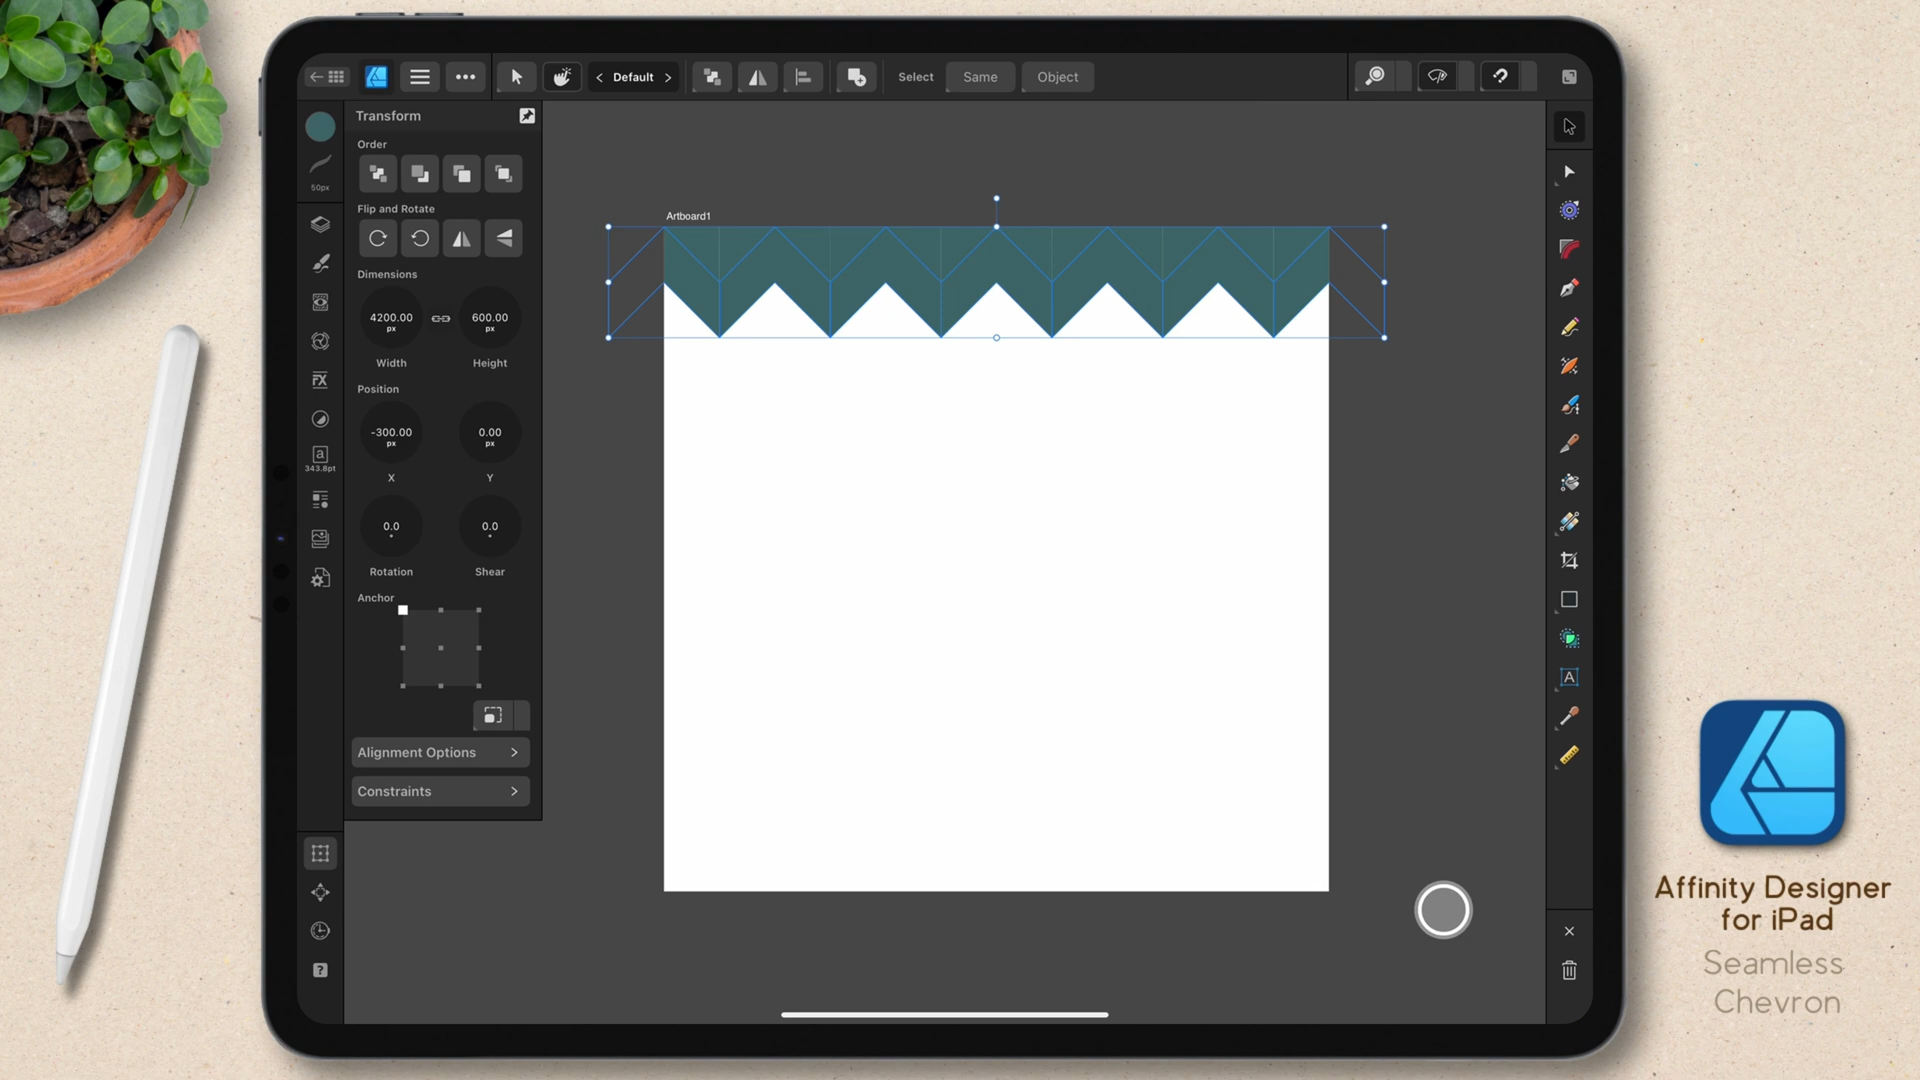 Default
Select
Same
Object
Transform
Order
50px
Flip and Rotate
Dimensions
4200.00
px
600.00
px
Width
Height
Position
-300.00
px
0.00
px
X
Y
a
343.8pt
FX
0.0
°
0.0
°
Rotation
Shear
Anchor
Alignment Options
Constraints
Artboard1
A
?
?
Affinity Designer
for iPad
Seamless
Chevron